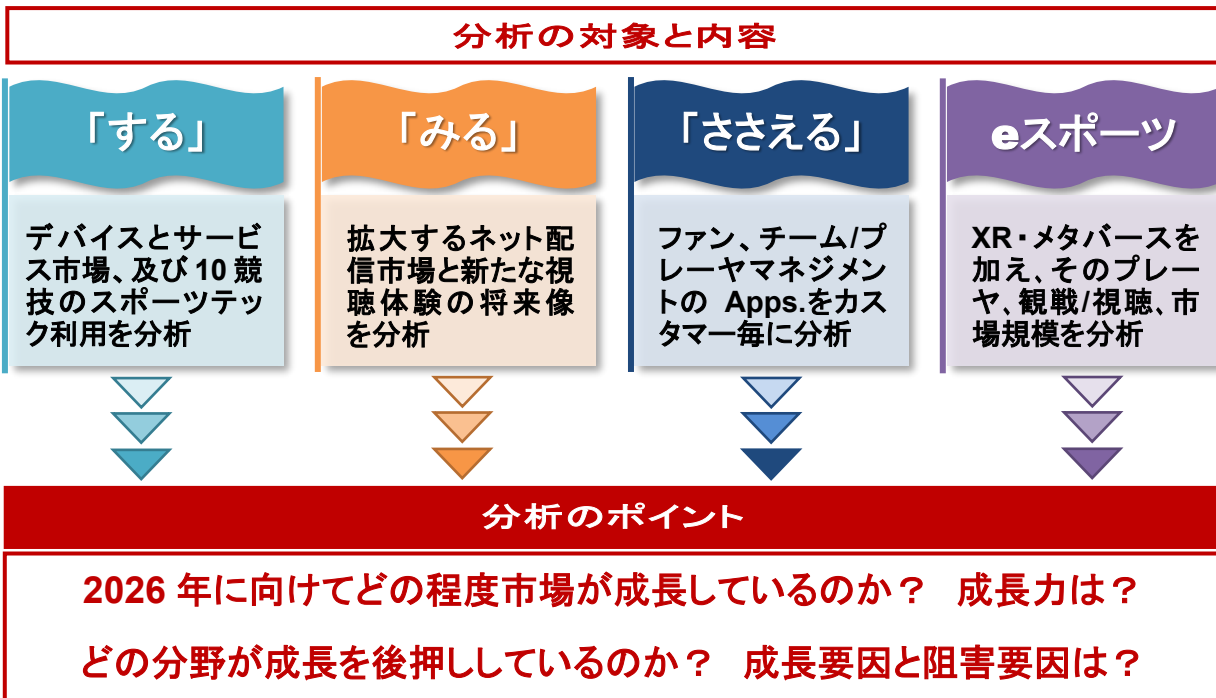 分析の対象と内容
「する」
デバイスとサービ
ス市場、及び 10 競
技のスポーツテッ
ク利用を分析
「みる」
拡大するネット配
信市場と新たな視
聴体験の将来像
を分析
「ささえる」
ファン、チーム/プ
レーヤマネジメン
トの Apps.をカス
タマー毎に分析
eスポーツ
XR・メタバースを
加え、そのプレー
ヤ、観戦/視聴、市
場規模を分析
分析のポイント
2026 年に向けてどの程度市場が成長しているのか？ 成長力は？
どの分野が成長を後押ししているのか？ 成長要因と阻害要因は？